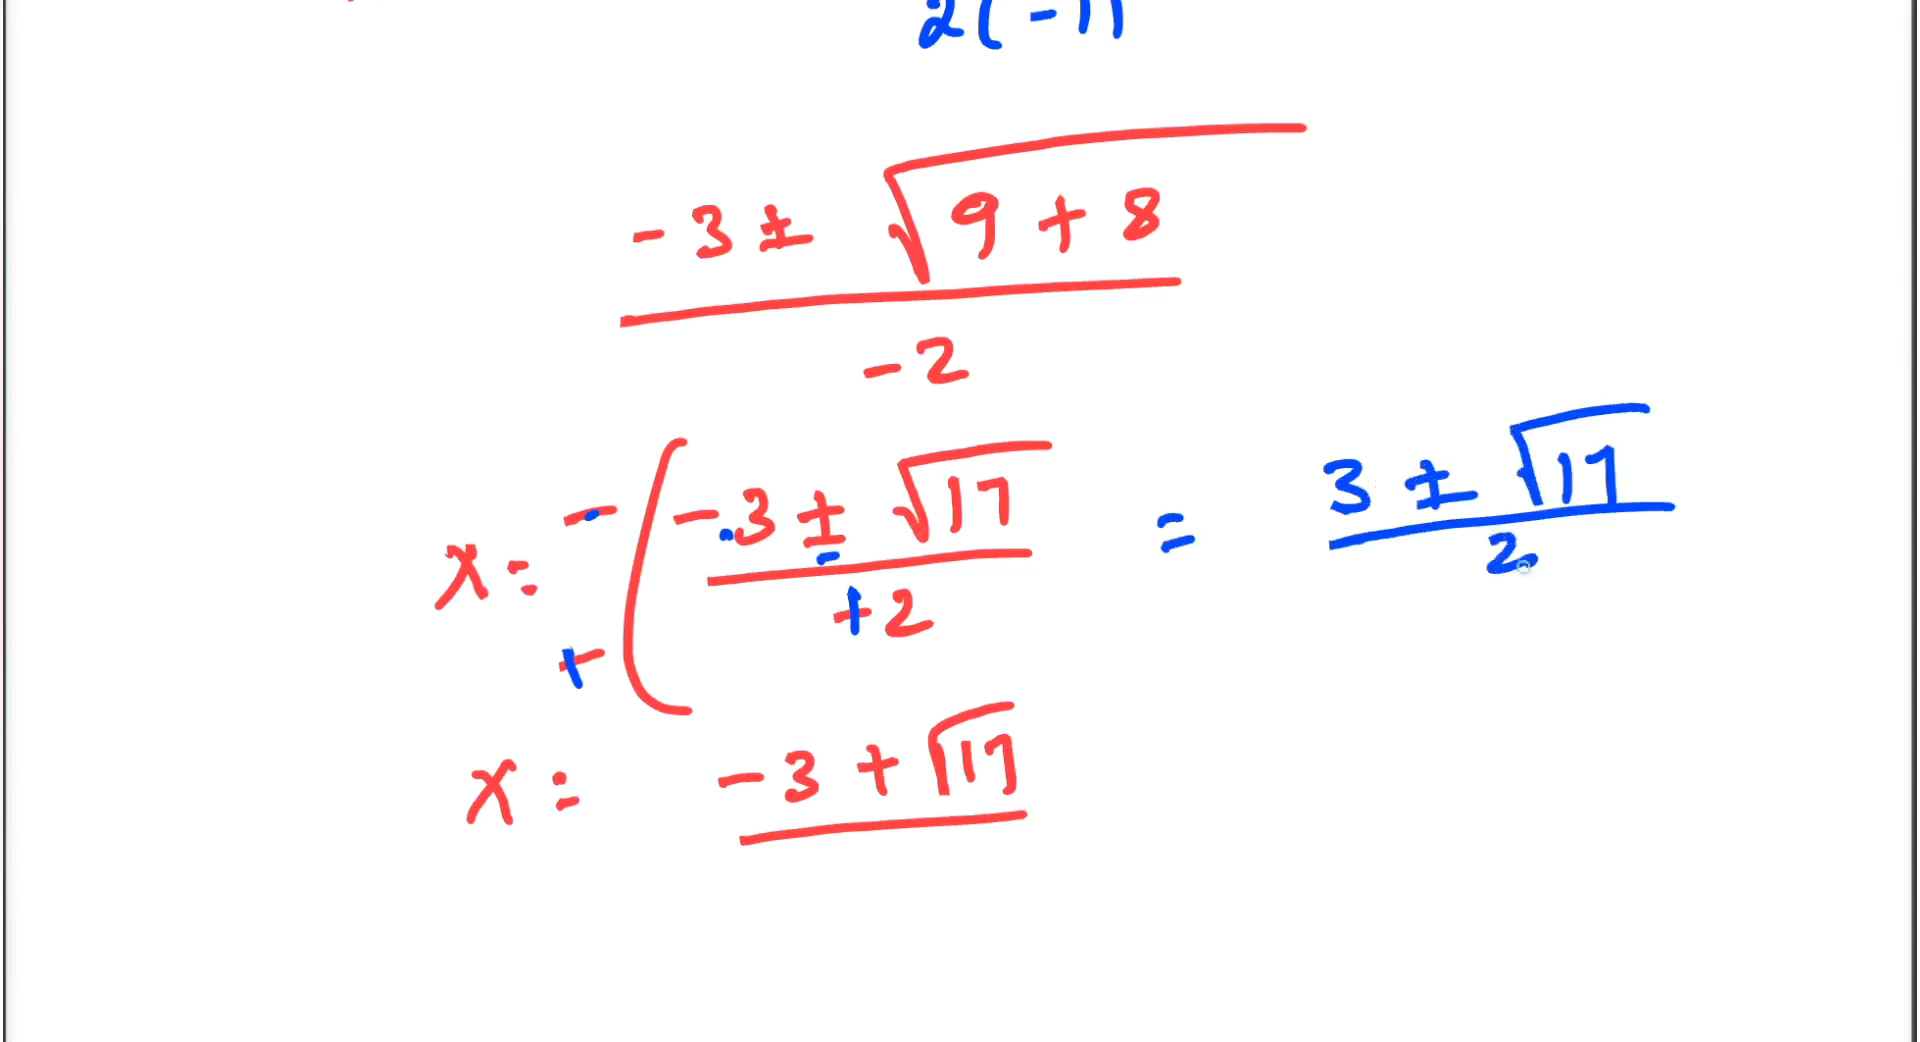 2(-1)
-3 ± √9 + 8
-2
x = -( -3 ± √17 = 3 ± √17
+2 2
+
x = -3 + √17